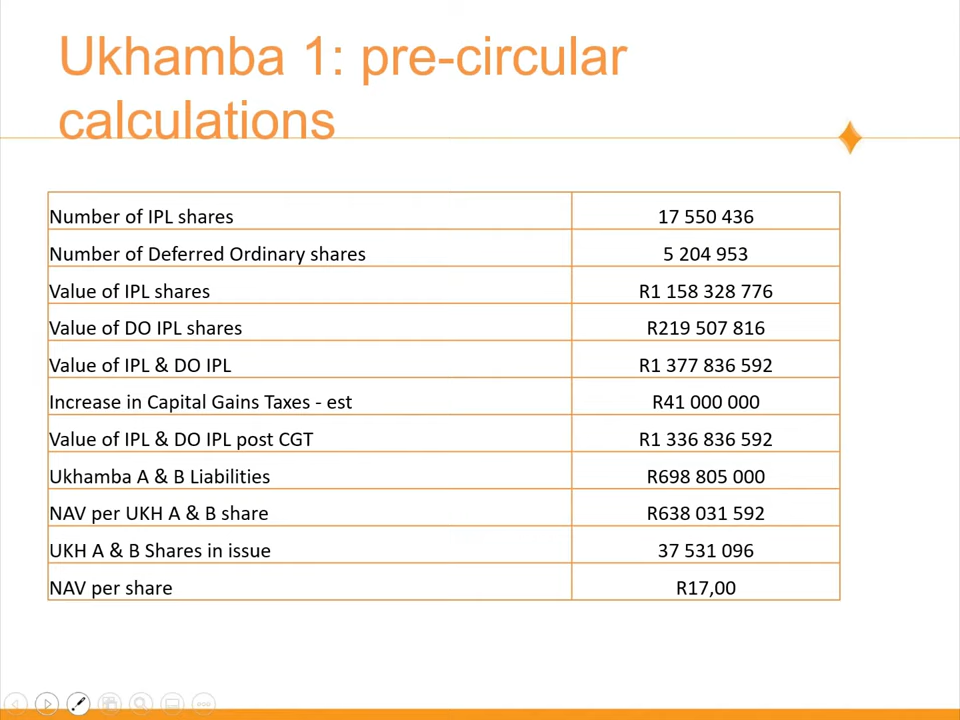 Ukhamba 1: pre-circular
calculations
Number of IPL shares 17 550 436
Number of Deferred Ordinary shares 5 204 953
Value of IPL shares R1 158 328 776
Value of DO IPL shares R219 507 816
Value of IPL & DO IPL R1 377 836 592
Increase in Capital Gains Taxes - est R41 000 000
Value of IPL & DO IPL post CGT R1 336 836 592
Ukhamba A & B Liabilities R698 805 000
NAV per UKH A & B share R638 031 592
UKH A & B Shares in issue 37 531 096
NAV per share R17,00